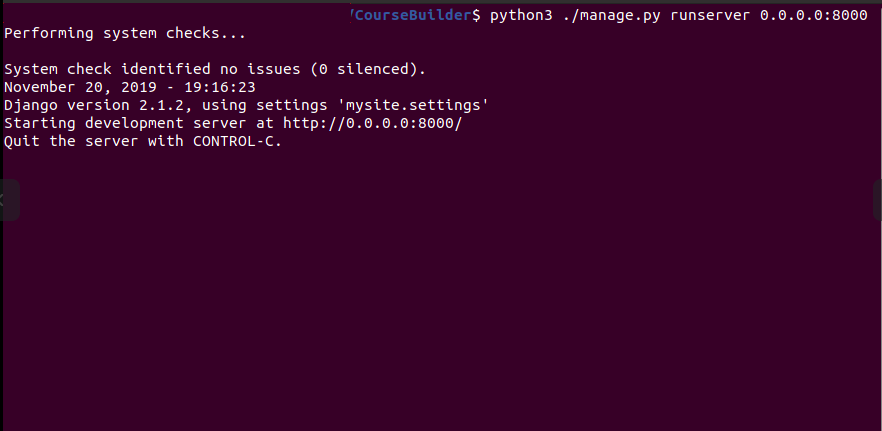 /CourseBuilder$ python3 ./manage.py runserver 0.0.0.0:8000
Performing system checks...
System check identified no issues (0 silenced).
November 20, 2019 - 19:16:23
Django version 2.1.2, using settings 'mysite.settings'
Starting development server at http://0.0.0.0:8000/
Quit the server with CONTROL-C.